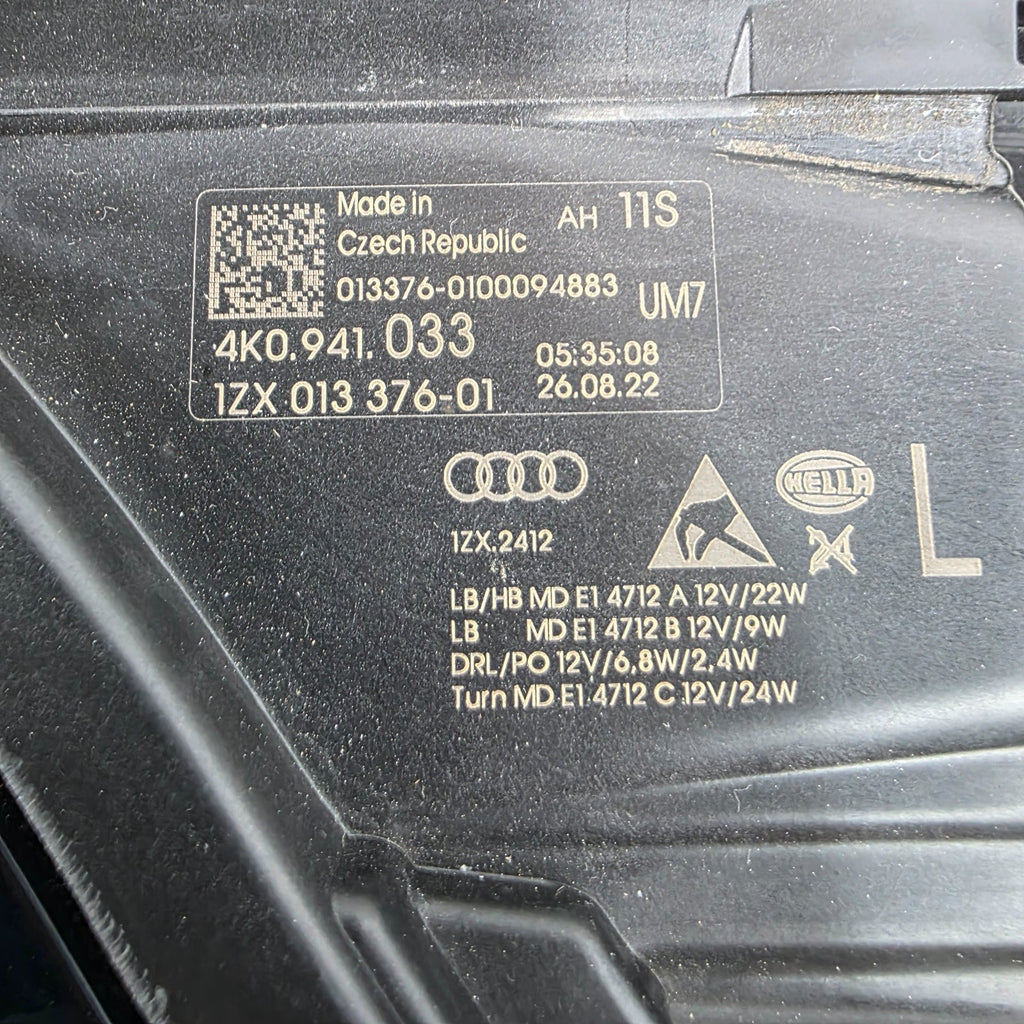 Made in
Czech Republic
AH 11S
013376-0100094883
UM7
4K0.941.033
05:35:08
1ZX 013 376-01
26.08.22
HELLA
L
1ZX.2412
24
LB/HB MD E1 4712 A 12V/22W
LB MD E1 4712 B 12V/9W
DRL/PO 12V/6,8W/2,4W
Turn MD E1 4712 C 12V/24W